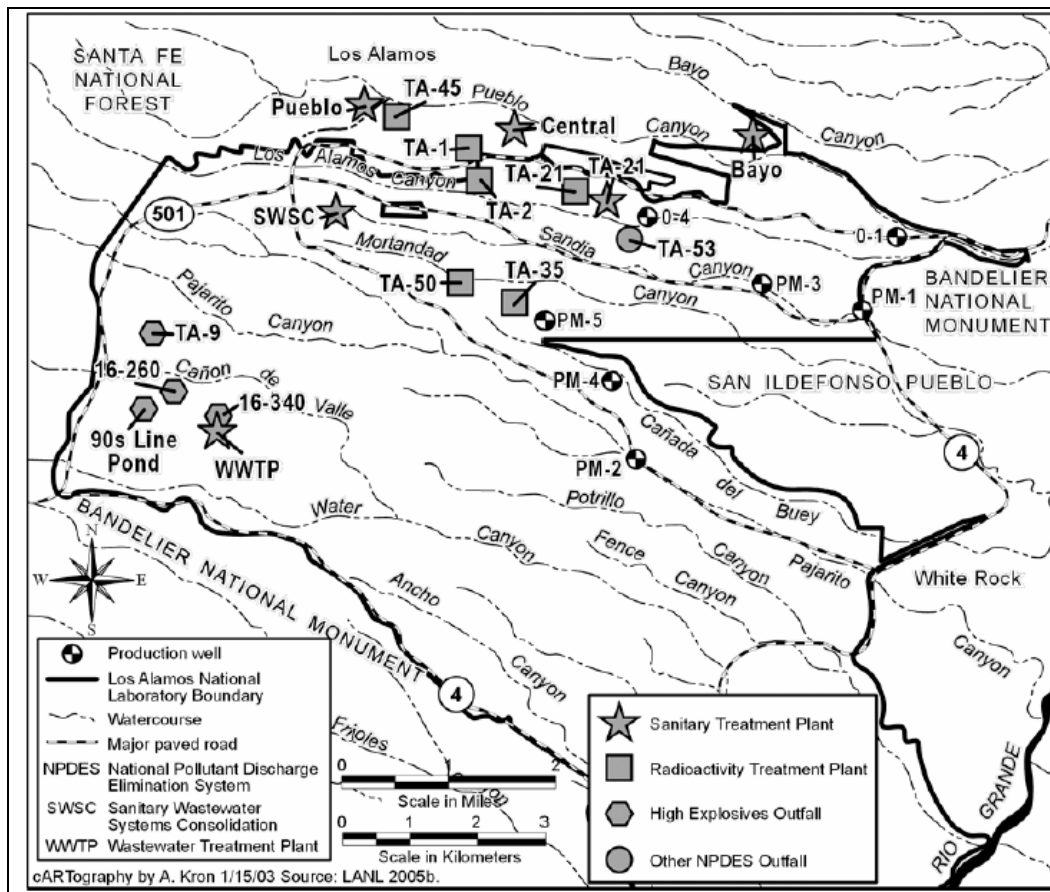 SANTA FE
NATIONAL
FOREST
Los Alamos
Bayo
Pueblo
TA-45
Pueblo
Central
Canyon
Canyon
TA-1
Bayo
Los Alamos
Canyon
TA-21
TA-21
TA-2
501
SWSC
0-4
0-1
TA-53
Sandia
Canyon
Mortandad
Canyon
TA-50
TA-35
PM-3
PM-1
PM-5
BANDELIER
NATIONAL
MONUMENT
Pajarito
Canyon
TA-9
16-260
Cañon de
Valle
16-340
90s Line
Pond
WWTP
PM-4
SAN ILDEFONSO PUEBLO
Cañada
del
Buey
PM-2
4
Potrillo
Canyon
Water
Canyon
Fence
Canyon
Pajarito
White Rock
Canyon
Ancho
Canyon
BANDELIER NATIONAL MONUMENT
4
Frijoles
N
W E
S
Production well
Los Alamos National
Laboratory Boundary
Watercourse
Major paved road
NPDES National Pollutant Discharge
Elimination System
SWSC Sanitary Wastewater
Systems Consolidation
WWTP Wastewater Treatment Plant
0 1 2
Scale in Miles
0 1 2 3
Scale in Kilometers
Sanitary Treatment Plant
Radioactivity Treatment Plant
High Explosives Outfall
Other NPDES Outfall
RIO GRANDE
cARTography by A. Kron 1/15/03 Source: LANL 2005b.